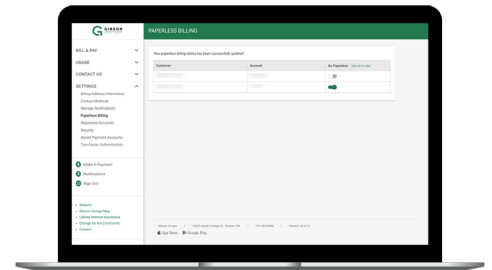 GIBSON
PAPERLESS BILLING
BILL & PAY
USAGE
CONTACT US
SETTINGS
Billing Address Information
Contact Methods
Manage Notifications
Paperless Billing
Registered Accounts
Security
Stored Payment Accounts
Two-Factor Authentication
Make A Payment
Notifications
Sign Out
Website
Electric Outage Map
Lifeline Internet Assistance
Change for the Community
Careers
Your paperless billing status has been successfully updated.
Customer Account Go Paperless
App Store Google Play